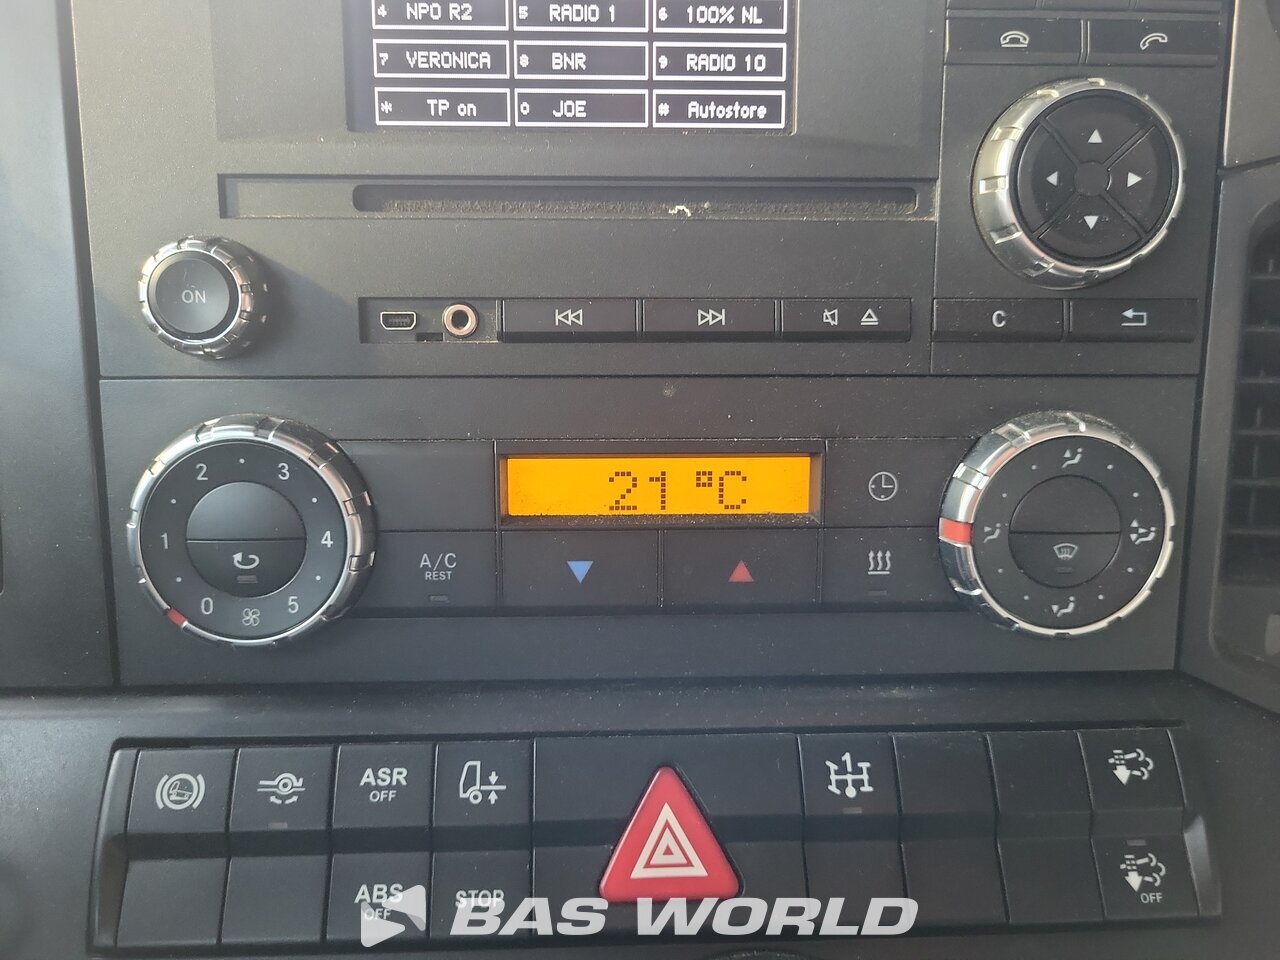 4 NPO R2 5 RADIO 1 6 100% NL
7 VERONICA 8 BNR 9 RADIO 10
* TP on 0 JOE # Autostore
ON
C
21 ºC
2 3
1 4
0 5
A/C
REST
ASR
OFF
1
ABS
OFF
STOP
OFF
BAS WORLD